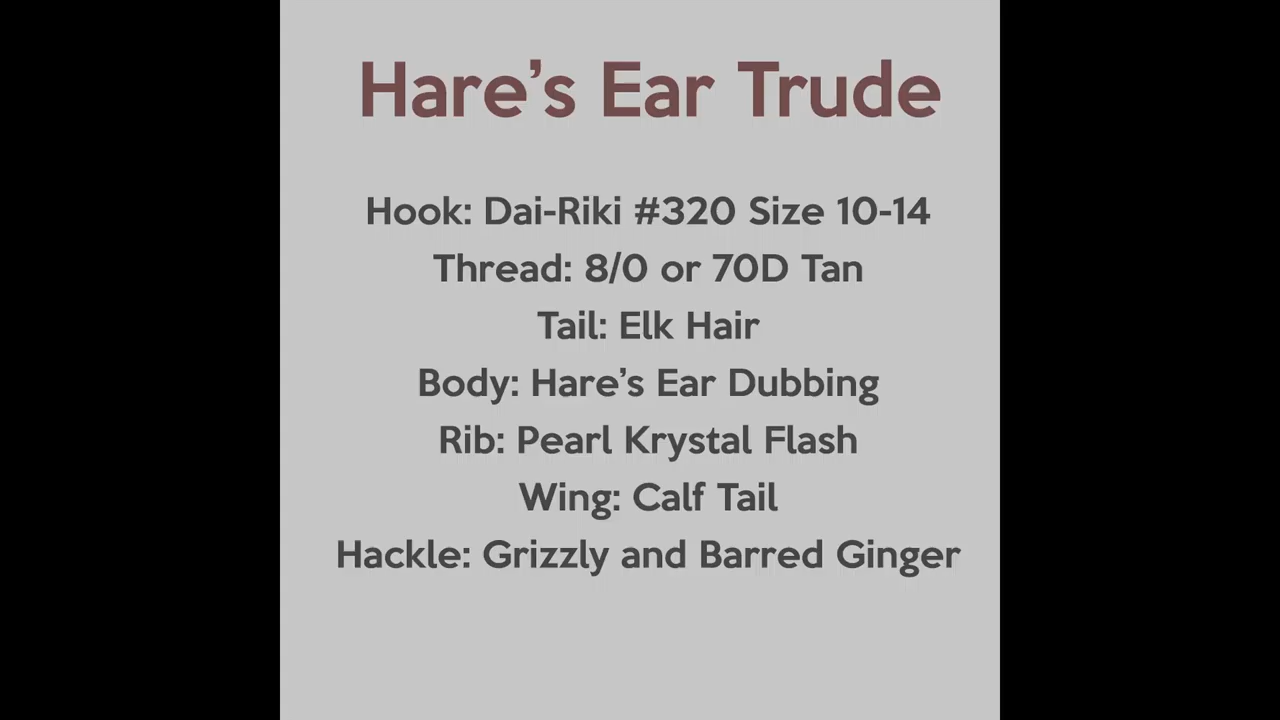 Hare’s Ear Trude
Hook: Dai-Riki #320 Size 10-14
Thread: 8/0 or 70D Tan
Tail: Elk Hair
Body: Hare’s Ear Dubbing
Rib: Pearl Krystal Flash
Wing: Calf Tail
Hackle: Grizzly and Barred Ginger